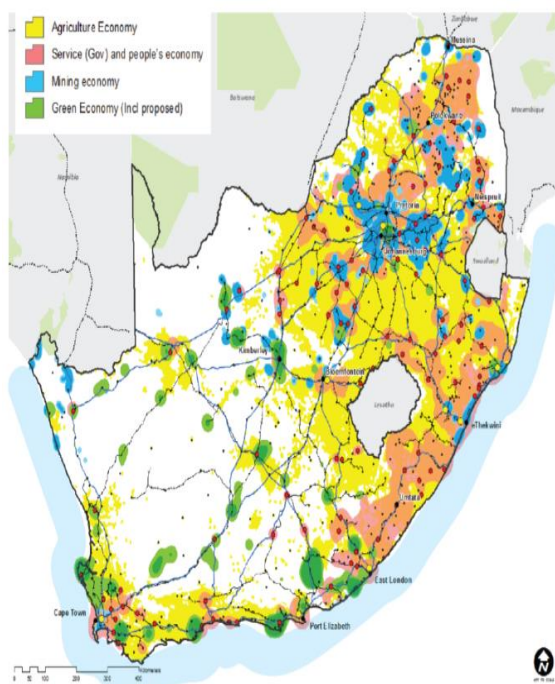 Agriculture Economy
Service (Gov) and people's economy
Mining economy
Green Economy (Incl proposed)
Zimbabwe
Musina
Botswana
Mozambique
Polokwane
Namibia
Nelspruit
Pretoria
Johannesburg
Swaziland
Kimberley
Bloemfontein
Lesotho
eThekwini
Umtata
East London
Cape Town
Port Elizabeth
N